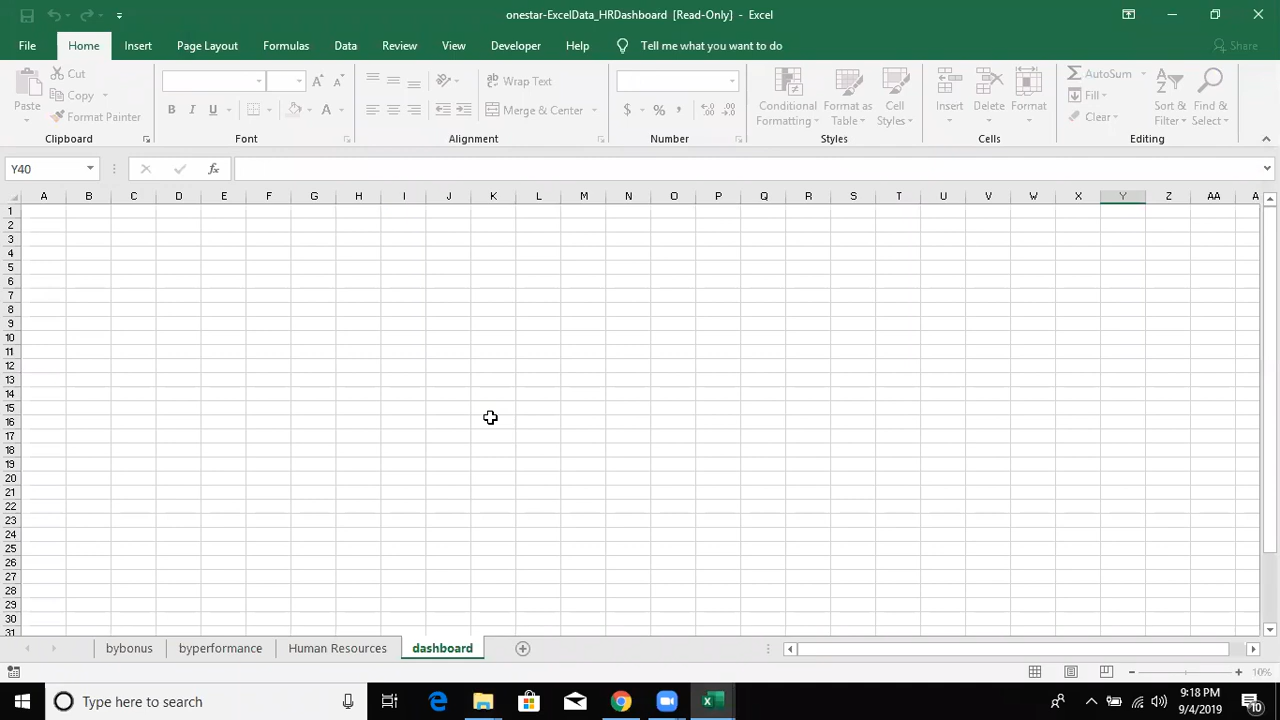 onestar-ExcelData_HRDashboard [Read-Only] - Excel
File Home Insert Page Layout Formulas Data Review View Developer Help Tell me what you want to do Share
Paste Cut Copy Format Painter Clipboard
B I U A Font
ab Wrap Text Merge & Center Alignment
$ % , Number
Conditional Formatting Format as Table Cell Styles Styles
Insert Delete Format Cells
AutoSum Fill Clear Sort & Filter Find & Select Editing
Y40 fx
A B C D E F G H I J K L M N O P Q R S T U V W X Y Z AA A
1
2
3
4
5
6
7
8
9
10
11
12
13
14
15
16
17
18
19
20
21
22
23
24
25
26
27
28
29
30
31
bybonus byperformance Human Resources dashboard
10%
Type here to search
9:18 PM
9/4/2019
10